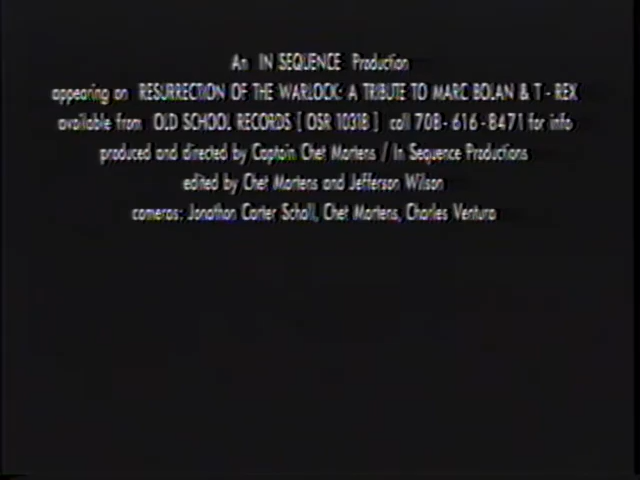 An IN SEQUENCE Production
appearing on RESURRECTION OF THE WARLOCK: A TRIBUTE TO MARC BOLAN & T - REX
available from OLD SCHOOL RECORDS [ OSR 10318 ] call 708 - 616 - 8471 for info
produced and directed by Captain Chet Martens / In Sequence Productions
edited by Chet Martens and Jefferson Wilson
cameras: Jonathan Carter Scholl, Chet Martens, Charles Ventura